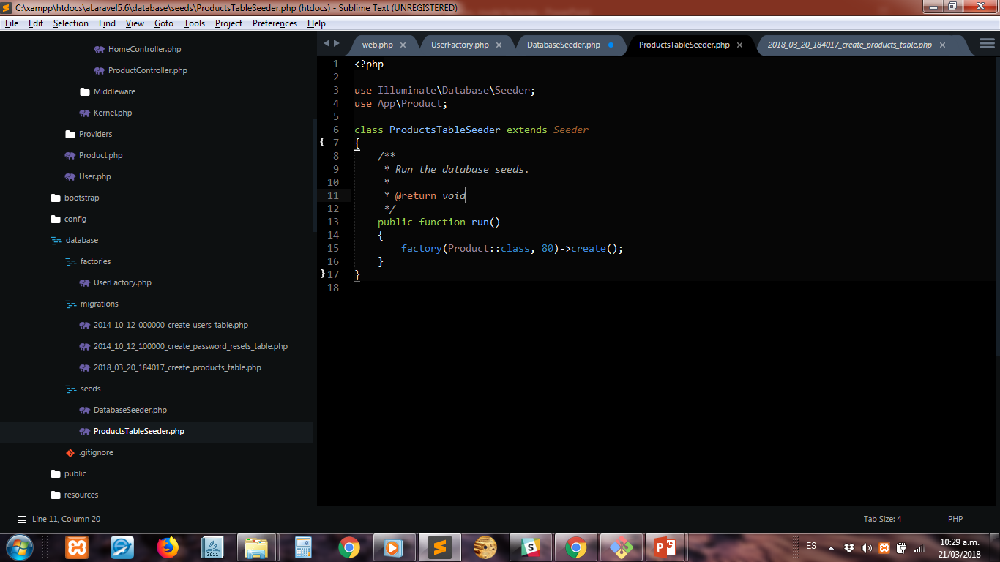 C:\xampp\htdocs\aLaravel5.6\database\seeds\ProductsTableSeeder.php (htdocs) - Sublime Text (UNREGISTERED)
File Edit Selection Find View Goto Tools Project Preferences Help
HomeController.php
ProductController.php
Middleware
Kernel.php
Providers
Product.php
User.php
bootstrap
config
database
factories
UserFactory.php
migrations
2014_10_12_000000_create_users_table.php
2014_10_12_100000_create_password_resets_table.php
2018_03_20_184017_create_products_table.php
seeds
DatabaseSeeder.php
ProductsTableSeeder.php
.gitignore
public
resources
web.php UserFactory.php DatabaseSeeder.php ProductsTableSeeder.php 2018_03_20_184017_create_products_table.php
1 <?php
2
3 use Illuminate\Database\Seeder;
4 use App\Product;
5
6 class ProductsTableSeeder extends Seeder
7 {
8     /**
9      * Run the database seeds.
10      *
11      * @return void
12      */
13     public function run()
14     {
15         factory(Product::class, 80)->create();
16     }
17 }
18
Line 11, Column 20 Tab Size: 4 PHP
2011
ES
10:29 a.m.
21/03/2018